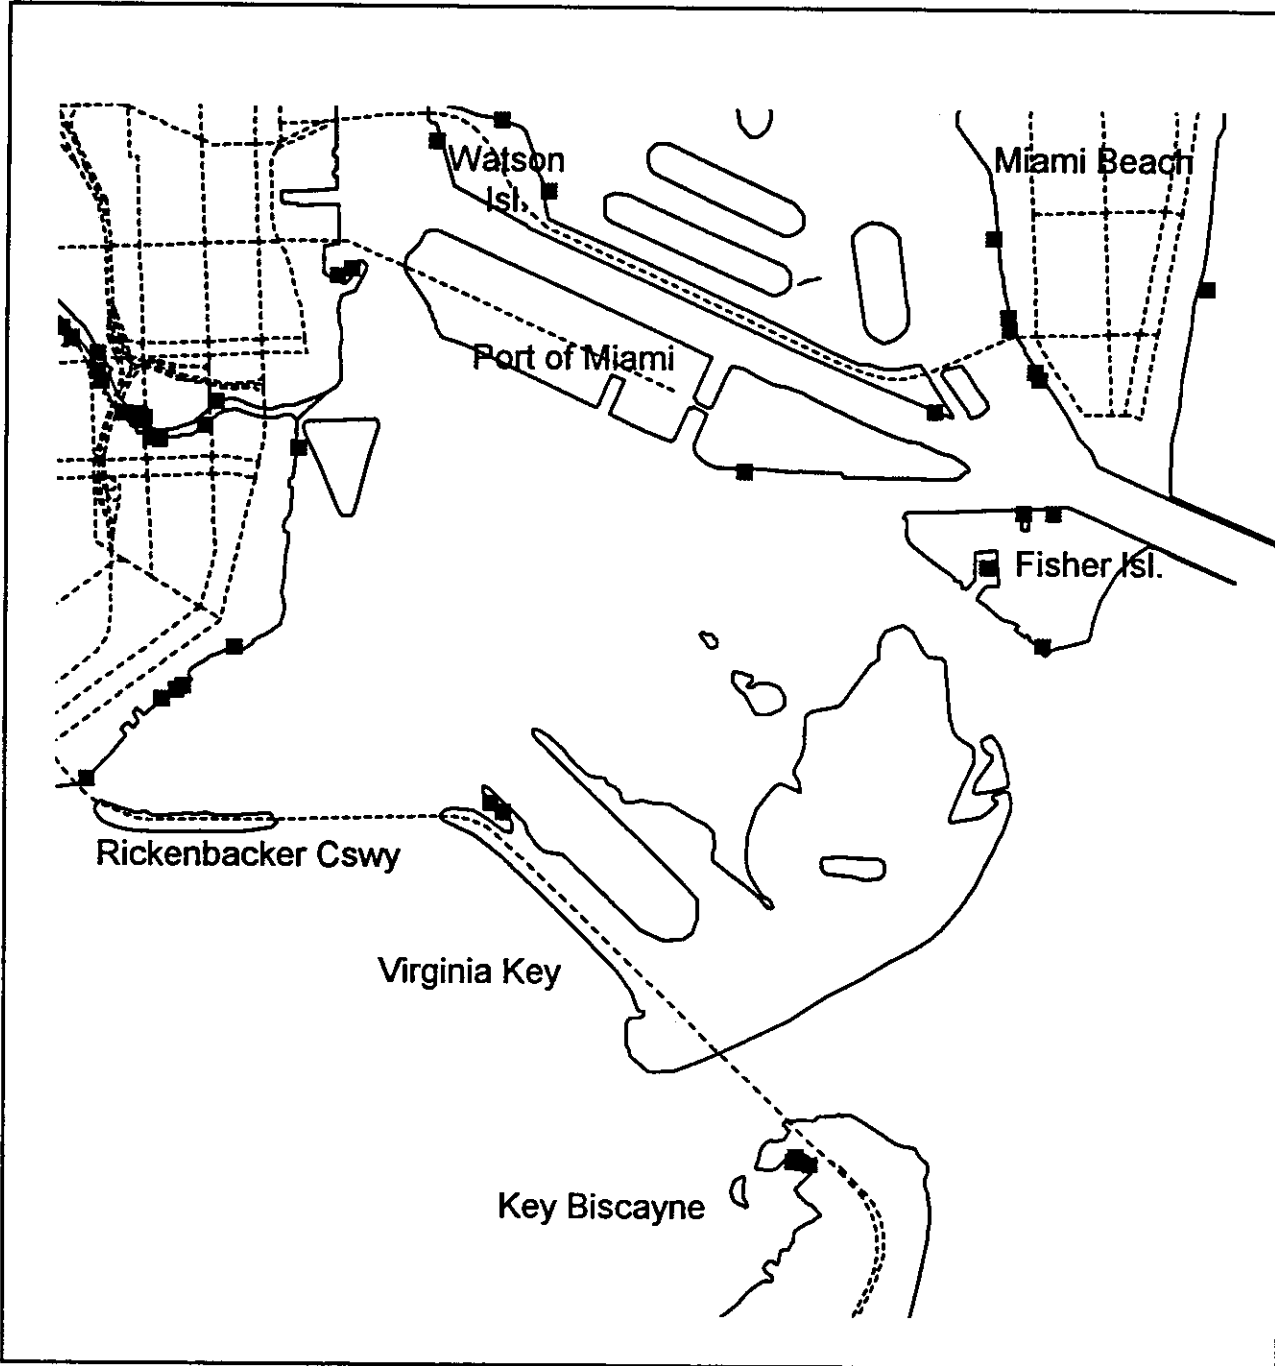 Watson
Isl.
Miami Beach
Port of Miami
Fisher Isl.
Rickenbacker Cswy
Virginia Key
Key Biscayne